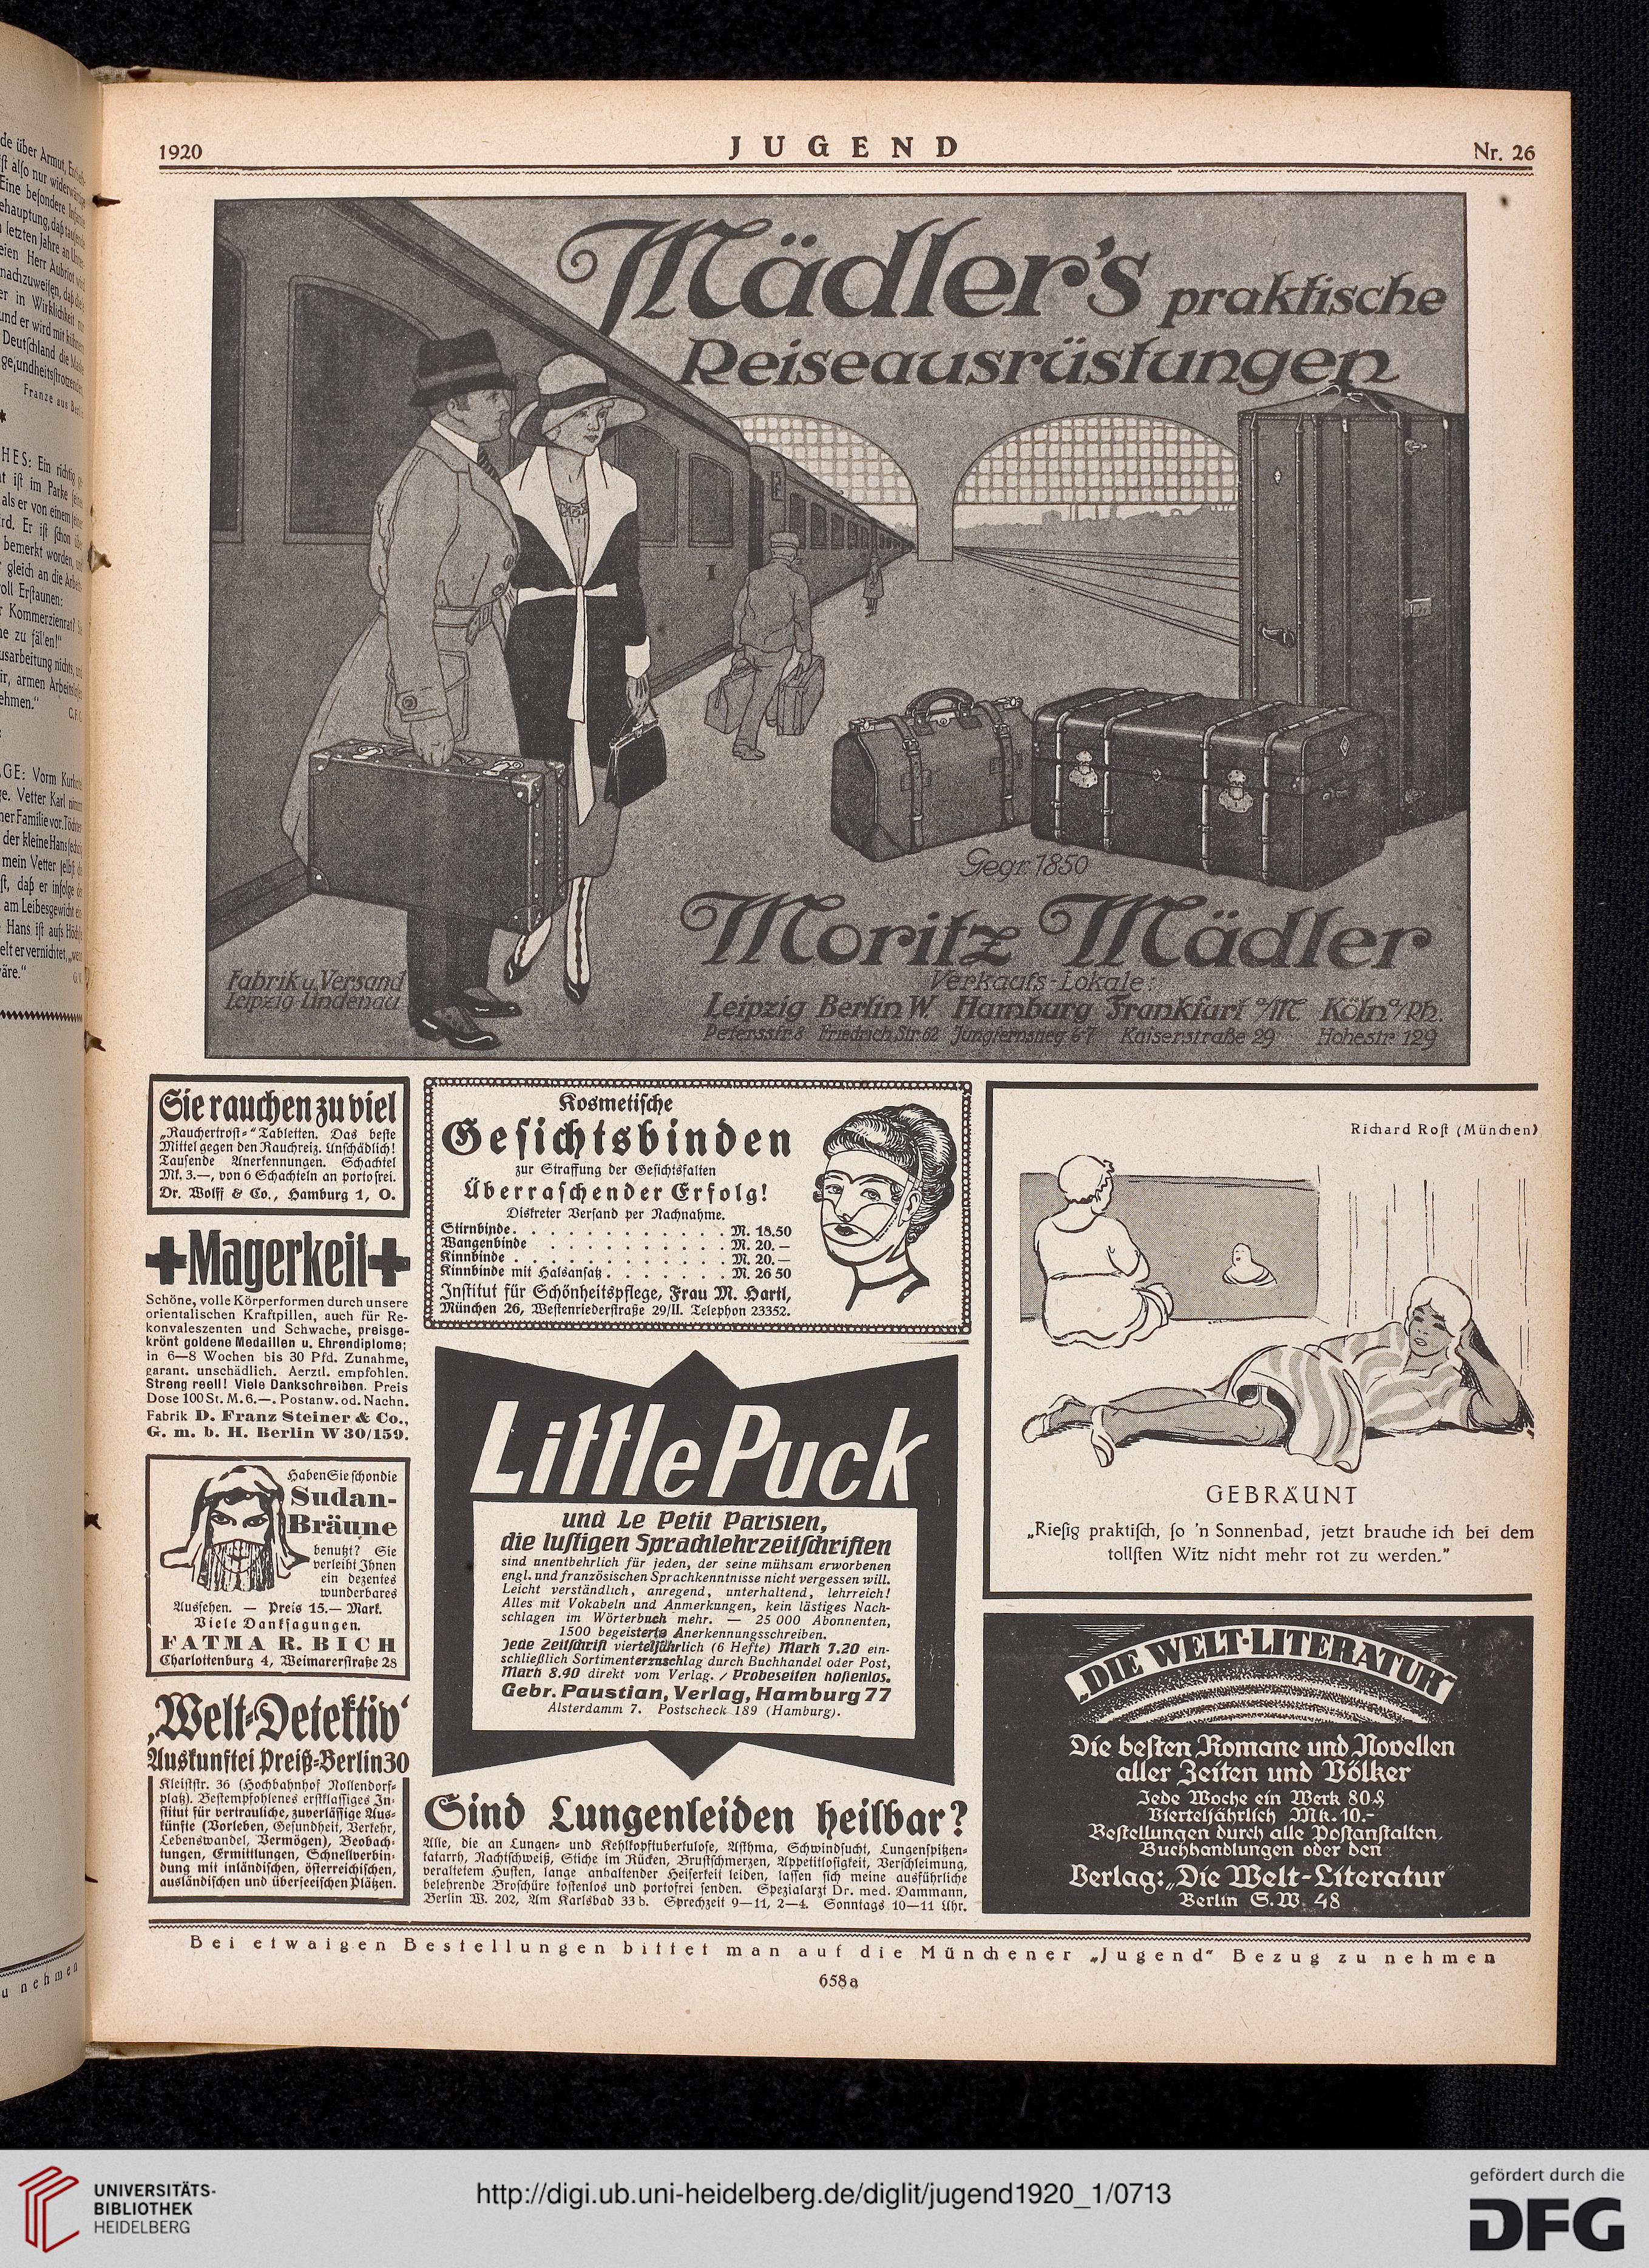 1920
JUGEND
Nr. 26
Mädler's praktische
Reiseausrüstungen
Gegr. 1850
Moritz Mädler
Fabrik u. Versand
Leipzig-Lindenau
Verkaufs-Lokale:
Leipzig Berlin W. Hamburg Frankfurt a/M. Köln a/Rh.
Petersstr. 8 Friedrich Str. 62 Jungfernstieg 6-7 Kaiserstraße 29 Hohestr. 129
Sie rauchen zu viel
„Rauchertrost-“ Tabletten. Das beste
Mittel gegen den Rauchreiz. Unschädlich!
Tausende Anerkennungen. Schachtel
Mk. 3.—, von 6 Schachteln an portofrei.
Dr. Wolff & Co., Hamburg 1, O.
+Magerkeit+
Schöne, volle Körperformen durch unsere
orientalischen Kraftpillen, auch für Re-
konvaleszenten und Schwache, preisge-
krönt goldene Medaillen u. Ehrendiplome;
in 6—8 Wochen bis 30 Pfd. Zunahme,
garant. unschädlich. Aerztl. empfohlen.
Streng reell! Viele Dankschreiben. Preis
Dose 100 St. M. 6.—. Postanw. od. Nachn.
Fabrik D. Franz Steiner & Co.,
G. m. b. H. Berlin W 30/159.
Haben Sie schon die
Sudan-
Bräune
benutzt? Sie
verleiht Ihnen
ein dezentes
wunderbares
Aussehen. — Preis 15.— Mark.
Viele Danksagungen.
FATMA R. BICH
Charlottenburg 4, Weimarerstraße 28
‚Welt-Detektiv‘
Auskunftei Preiß-Berlin 30
Kleiststr. 36 (Hochbahnhof Nollendorf-
platz). Bestempfohlenes erstklassiges In-
stitut für vertrauliche, zuverlässige Aus-
künfte (Vorleben, Gesundheit, Verkehr,
Lebenswandel, Vermögen), Beobach-
tungen, Ermittlungen, Schnellverbin-
dung mit inländischen, österreichischen,
ausländischen und überseeischen Plätzen.
Kosmetische
Gesichtsbinden
zur Straffung der Gesichtsfalten
Überraschender Erfolg!
Diskreter Versand per Nachnahme.
Stirnbinde . . . . . . . . . . . . M. 18.50
Wangenbinde . . . . . . . . . . M. 20.—
Kinnbinde . . . . . . . . . . . . M. 20.—
Kinnbinde mit Halsansatz . . . . . . . M. 26 50
Institut für Schönheitspflege, Frau M. Hartl,
München 26, Westenriederstraße 29/II. Telephon 23352.
Little Puck
und Le Petit Parisien,
die lustigen Sprachlehrzeitschriften
sind unentbehrlich für jeden, der seine mühsam erworbenen
engl. und französischen Sprachkenntnisse nicht vergessen will.
Leicht verständlich, anregend, unterhaltend, lehrreich!
Alles mit Vokabeln und Anmerkungen, kein lästiges Nach-
schlagen im Wörterbuch mehr. — 25 000 Abonnenten,
1500 begeisterte Anerkennungsschreiben.
Jede Zeitschrift vierteljährlich (6 Hefte) Mark 7.20 ein-
schließlich Sortimenterzuschlag durch Buchhandel oder Post,
Mark 8.40 direkt vom Verlag. / Probeseiten kostenlos.
Gebr. Paustian, Verlag, Hamburg 77
Alsterdamm 7. Postscheck 189 (Hamburg).
Sind Lungenleiden heilbar?
Alle, die an Lungen- und Kehlkopftuberkulose, Asthma, Schwindsucht, Lungenspitzen-
katarrh, Nachtschweiß, Stiche im Rücken, Brustschmerzen, Appetitlosigkeit, Verschleimung,
veraltetem Husten, lange anhaltender Heiserkeit leiden, lassen sich meine ausführliche
belehrende Broschüre kostenlos und portofrei senden. Spezialarzt Dr. med. Dammann,
Berlin W. 202, Am Karlsbad 33 b. Sprechzeit 9—11, 2—4. Sonntags 10—11 Uhr.
Richard Rost (München)
GEBRÄUNT
„Riesig praktisch, so 'n Sonnenbad, jetzt brauche ich bei dem
tollsten Witz nicht mehr rot zu werden.”
„DIE WELT-LITERATUR“
Die besten Romane und Novellen
aller Zeiten und Völker
Jede Woche ein Werk 80 ₰
Vierteljährlich Mk. 10.-
Bestellungen durch alle Postanstalten,
Buchhandlungen oder den
Verlag: „Die Welt-Literatur“
Berlin S.W. 48
Bei etwaigen Bestellungen bittet man auf die Münchener „Jugend“ Bezug zu nehmen
658a
UNIVERSITÄTS-
BIBLIOTHEK
HEIDELBERG
http://digi.ub.uni-heidelberg.de/diglit/jugend1920_1/0713
gefördert durch die
DFG